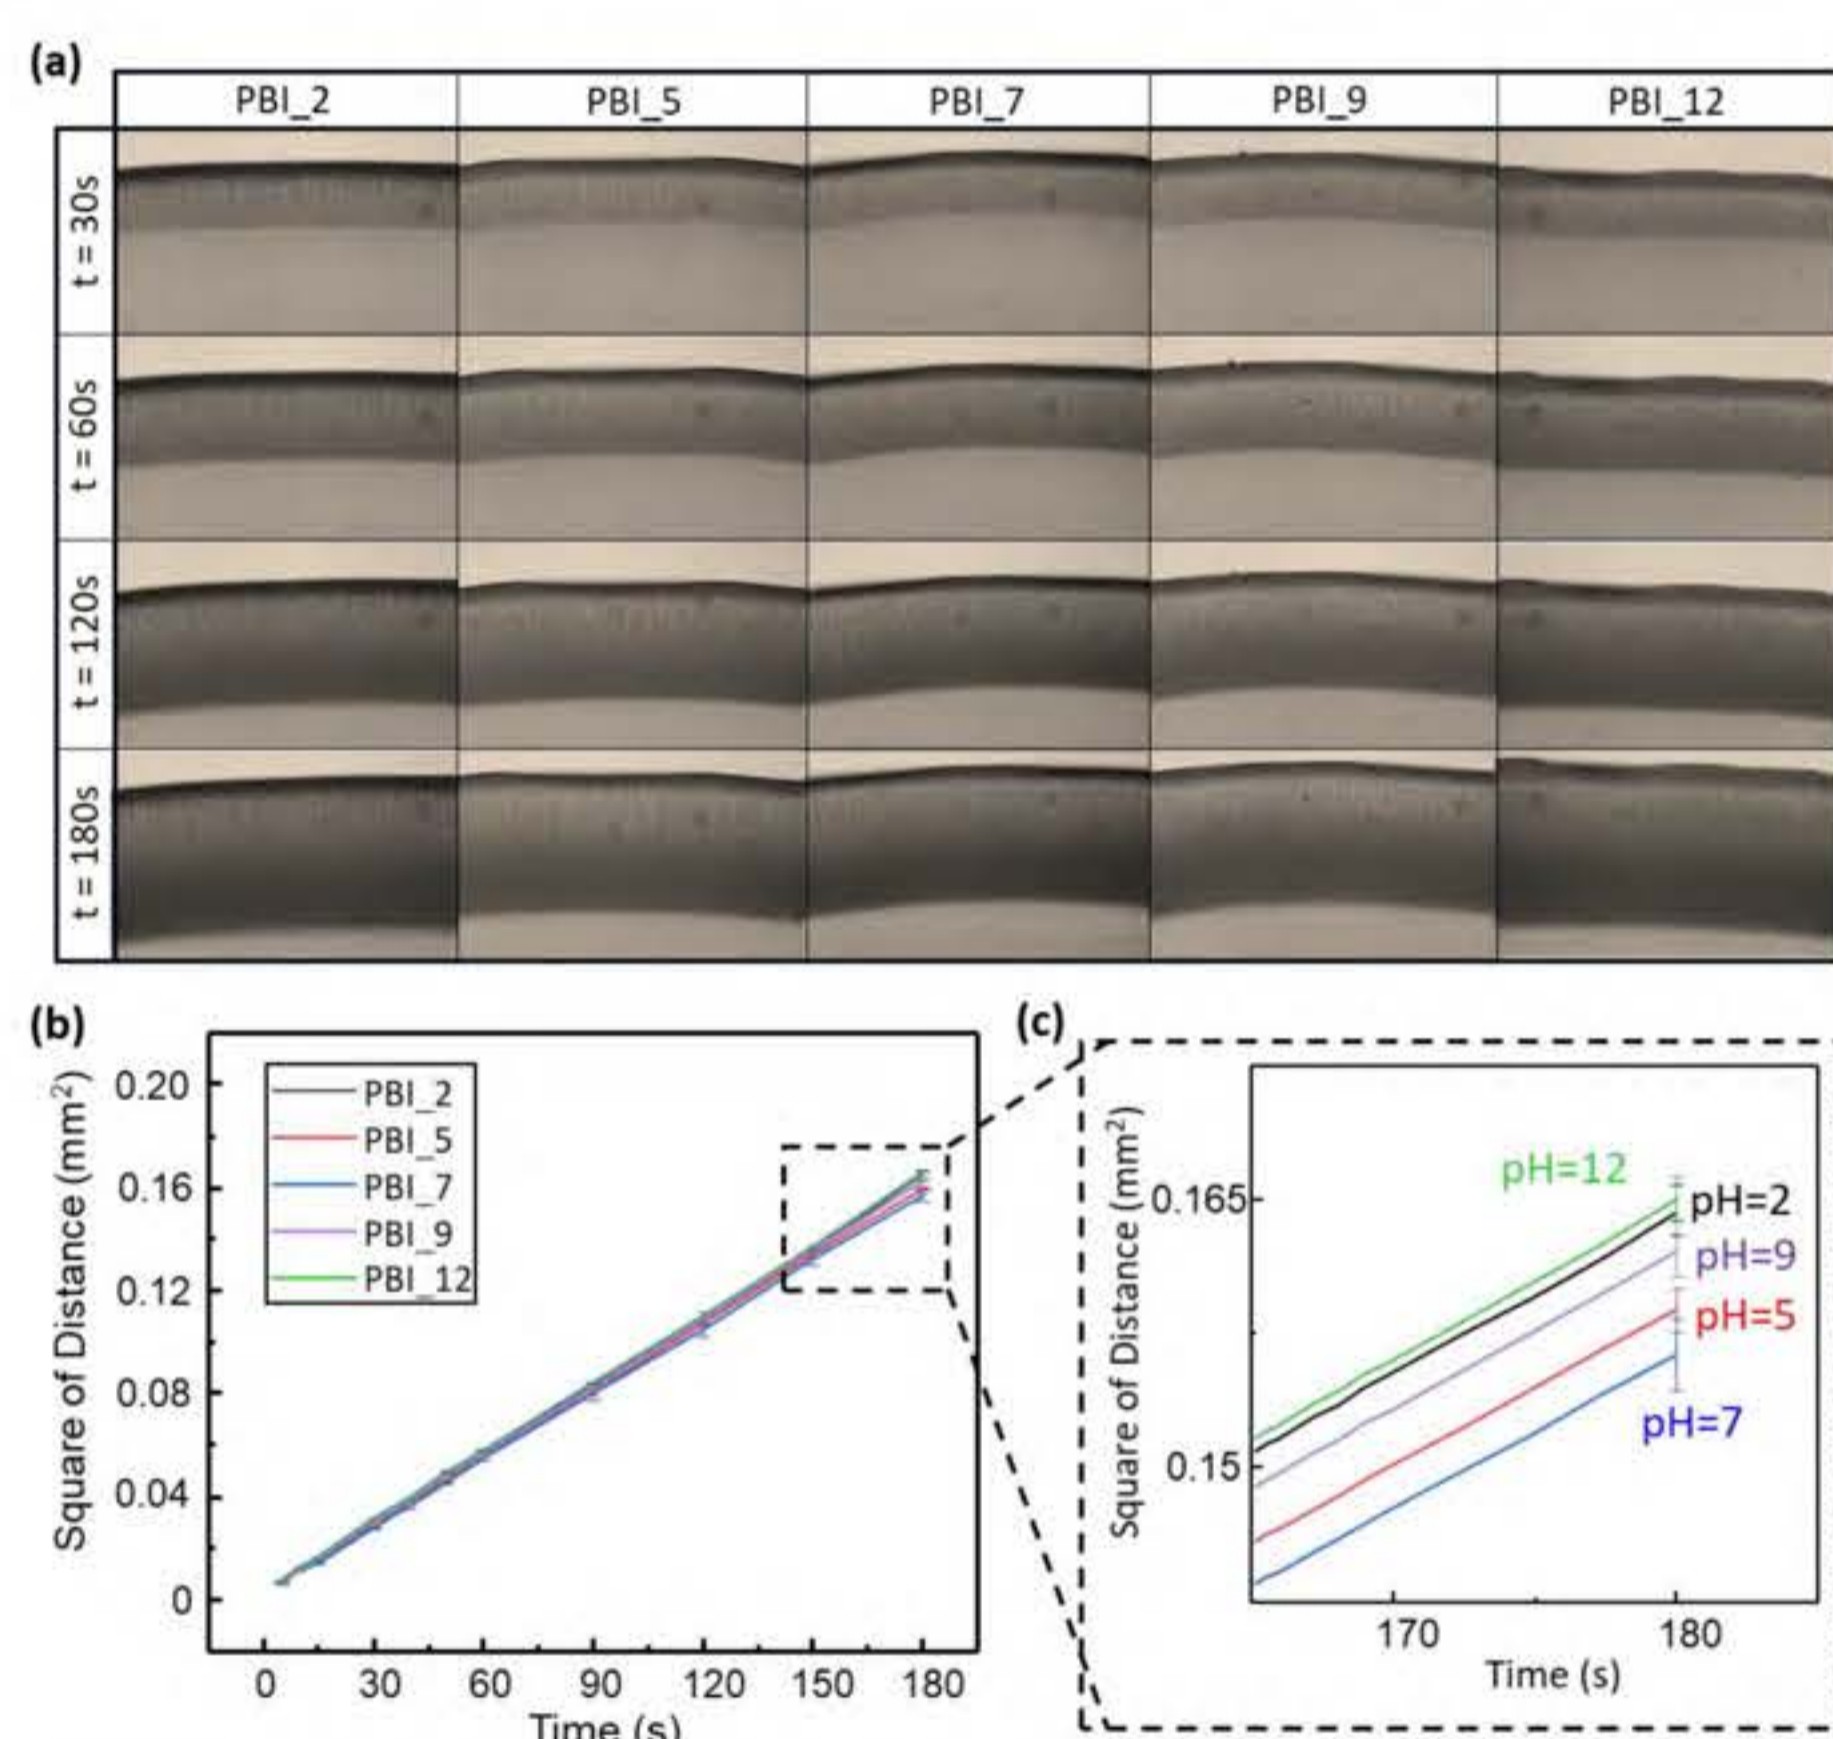 (a)
PBI_2 PBI_5 PBI_7 PBI_9 PBI_12
t = 30s
t = 60s
t = 120s
t = 180s
(b)
Square of Distance (mm²)
0.20
0.16
0.12
0.08
0.04
0
PBI_2
PBI_5
PBI_7
PBI_9
PBI_12
0 30 60 90 120 150 180
Time (s)
(c)
Square of Distance (mm²)
0.165
0.15
pH=12
pH=2
pH=9
pH=5
pH=7
170 180
Time (s)